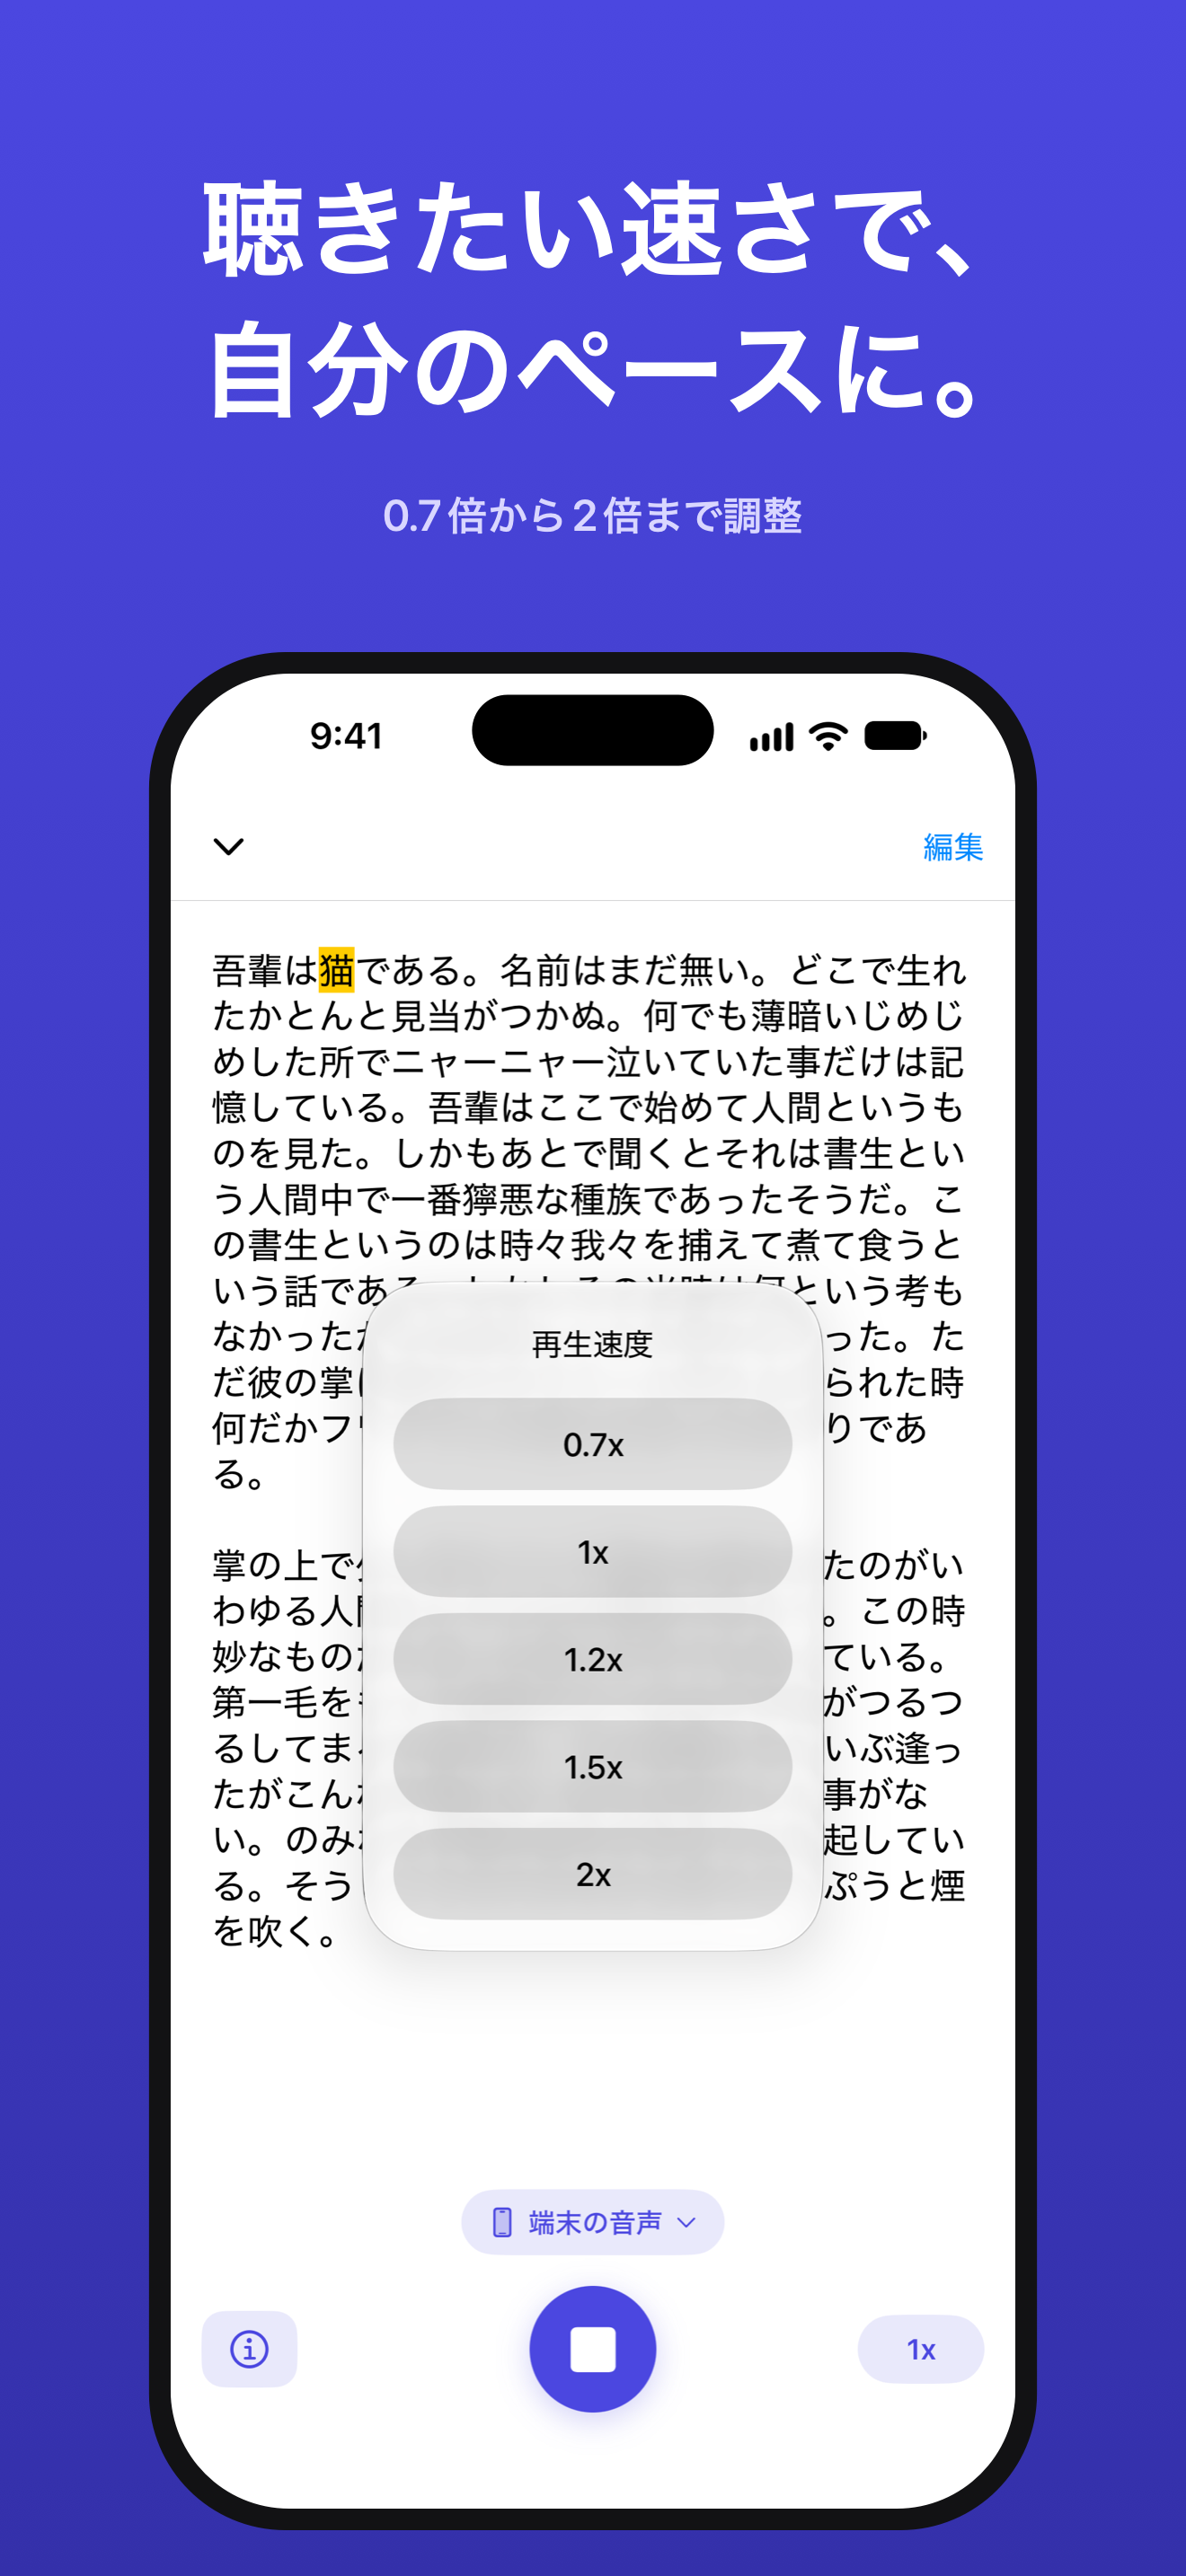 聴きたい速さで、
自分のペースに。
0.7倍から2倍まで調整
9:41
編集
吾輩は猫である。名前はまだ無い。どこで生れ
たかとんと見当がつかぬ。何でも薄暗いじめじ
めした所でニャーニャー泣いていた事だけは記
憶している。吾輩はここで始めて人間というも
のを見た。しかもあとで聞くとそれは書生とい
う人間中で一番獰悪な種族であったそうだ。こ
の書生というのは時々我々を捕えて煮て食うと
いう話であ という考も
なかった った。た
だ彼の掌 られた時
何だかフ りであ
る。
掌の上で たのがい
わゆる人 。この時
妙なもの ている。
第一毛を がつるつ
るしてま いぶ逢っ
たがこん 事がな
い。のみ 起してい
る。そう ぷうと煙
を吹く。
再生速度
0.7x
1x
1.2x
1.5x
2x
端末の音声
1x